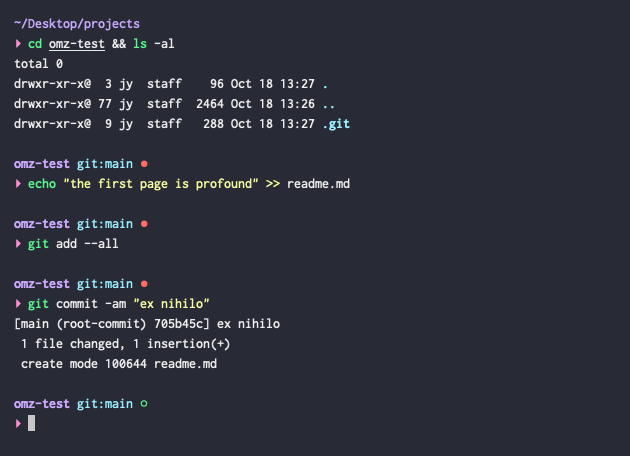 ~/Desktop/projects
❥ cd omz-test && ls -al
total 0
drwxr-xr-x@  3 jy  staff    96 Oct 18 13:27 .
drwxr-xr-x@ 77 jy  staff  2464 Oct 18 13:26 ..
drwxr-xr-x@  9 jy  staff   288 Oct 18 13:27 .git
omz-test git:main ●
❥ echo "the first page is profound" >> readme.md
omz-test git:main ●
❥ git add --all
omz-test git:main ●
❥ git commit -am "ex nihilo"
[main (root-commit) 705b45c] ex nihilo
 1 file changed, 1 insertion(+)
 create mode 100644 readme.md
omz-test git:main ○
❥